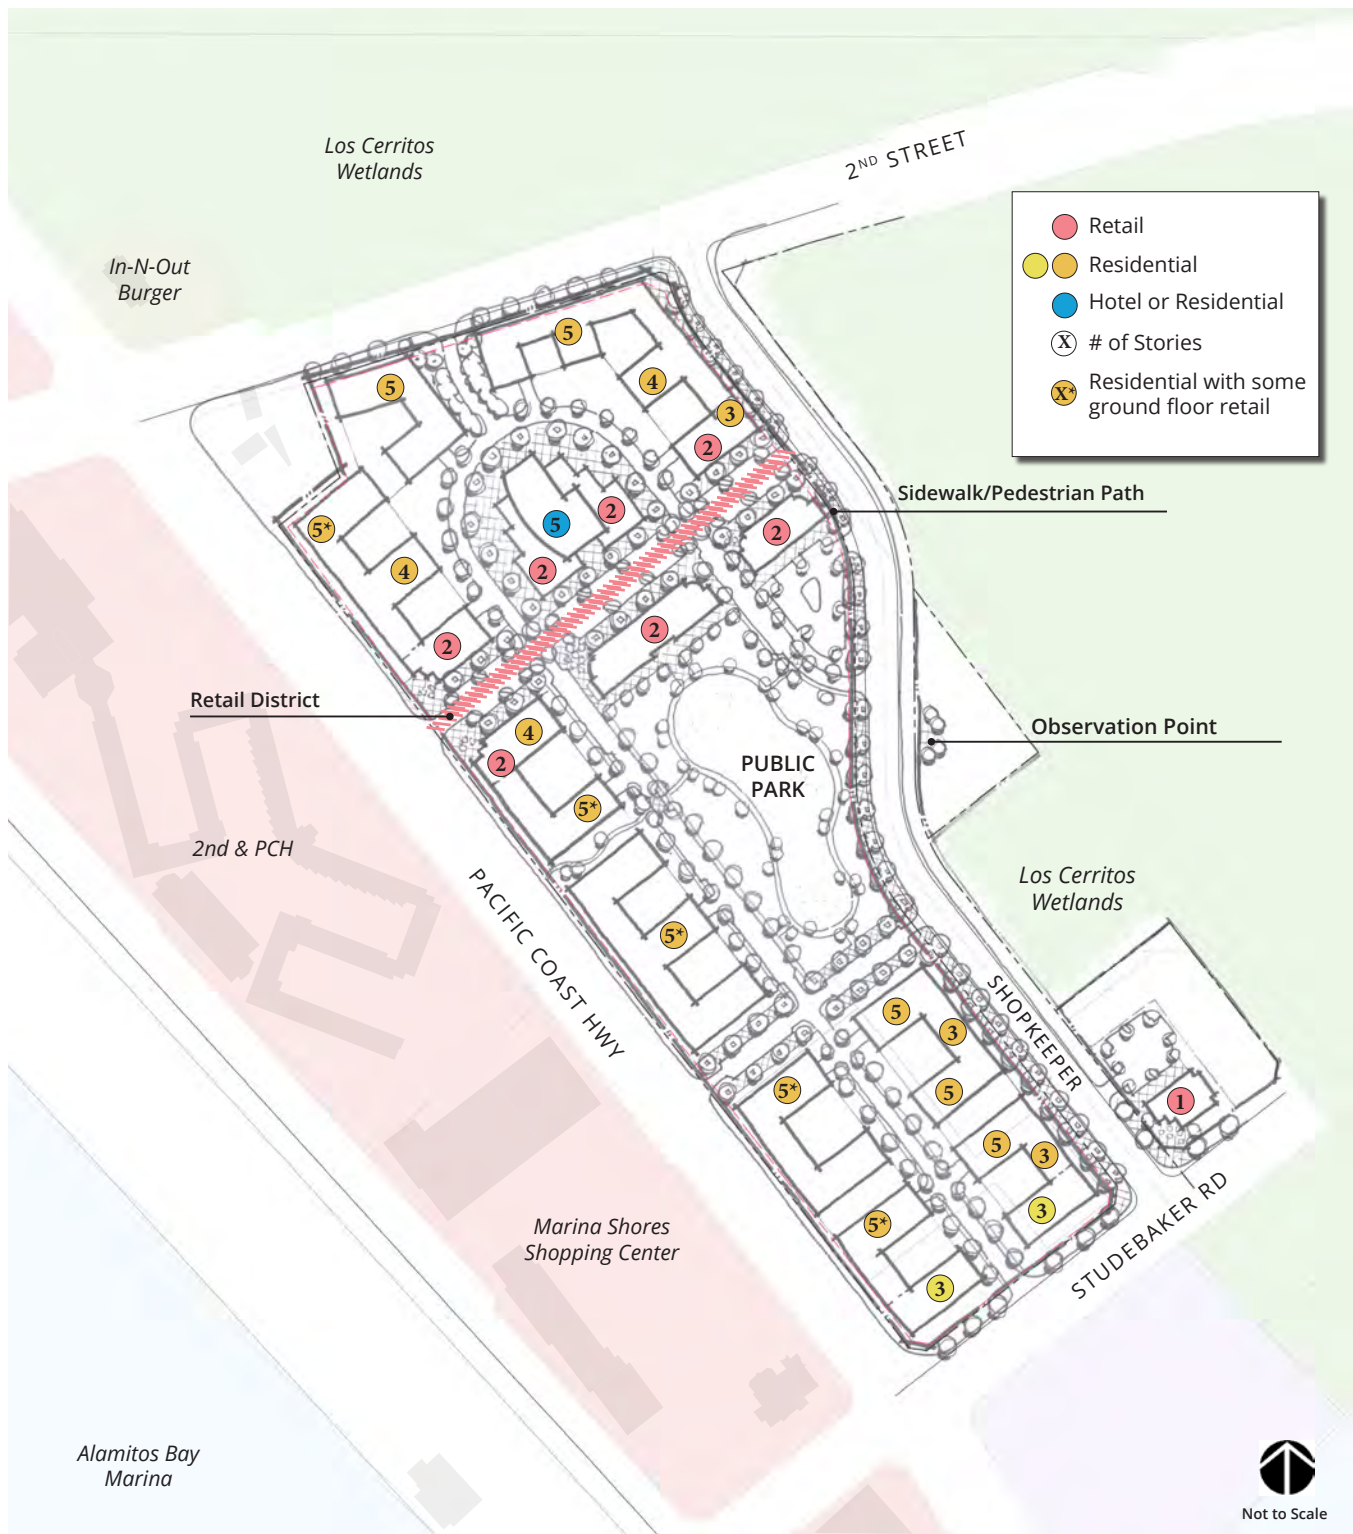 2ND STREET
Los Cerritos
Wetlands
Retail
Residential
Hotel or Residential
X # of Stories
X* Residential with some
ground floor retail
In-N-Out
Burger
5
5
4
3
2
5*
4
2
5
2
2
2
2
Sidewalk/Pedestrian Path
Retail District
4
2
5*
PUBLIC
PARK
Observation Point
2nd & PCH
PACIFIC COAST HWY
5*
Los Cerritos
Wetlands
SHOPKEEPER
5
3
5
5*
5
3
3
5*
3
1
STUDEBAKER RD
Marina Shores
Shopping Center
Alamitos Bay
Marina
Not to Scale